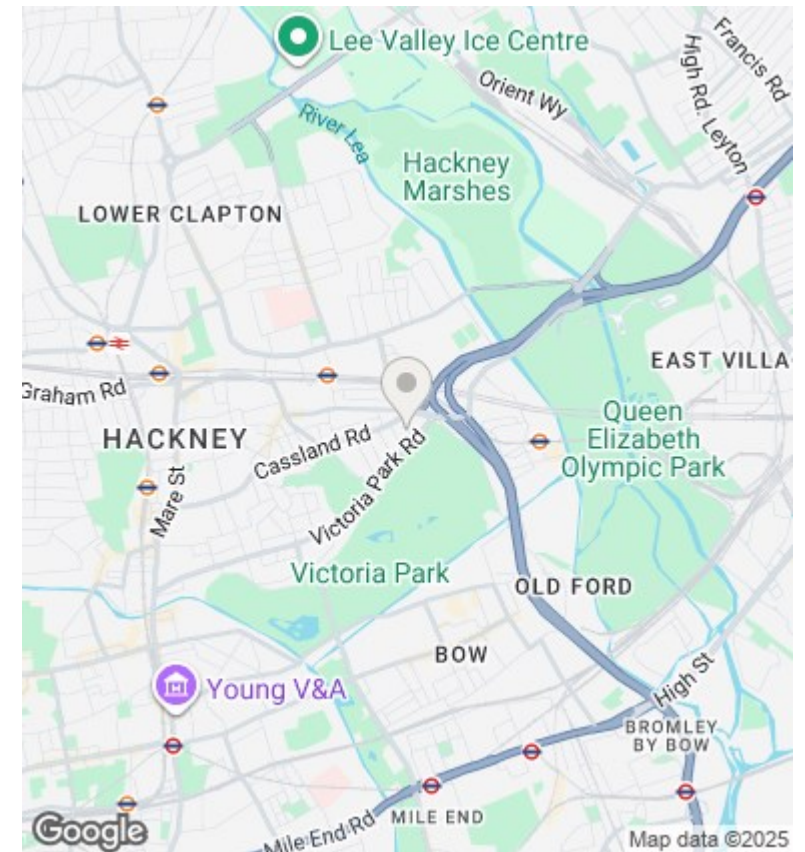 Lee Valley Ice Centre
Francis Rd
High Rd. Leyton
Orient Wy
River Lea
Hackney
Marshes
LOWER CLAPTON
EAST VILLA
Graham Rd
HACKNEY
Cassland Rd
Queen
Elizabeth
Olympic Park
Mare St
Victoria Park Rd
Victoria Park
OLD FORD
BOW
High St
Young V&A
BROMLEY
BY BOW
MILE END
Mile End Rd
Google
Map data ©2025